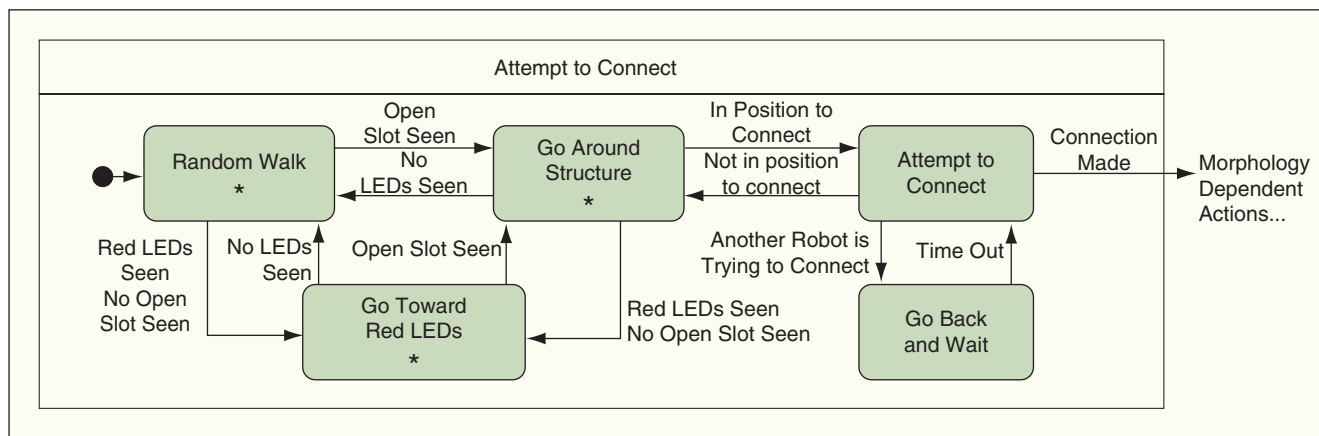 Attempt to Connect
Open
Slot Seen
No
LEDs Seen
In Position to
Connect
Not in position
to connect
Connection
Made
Random Walk
*
Go Around
Structure
*
Attempt to
Connect
Morphology
Dependent
Actions...
Red LEDs
Seen
No Open
Slot Seen
No LEDs
Seen
Open Slot Seen
Another Robot is
Trying to Connect
Time Out
Go Toward
Red LEDs
*
Red LEDs Seen
No Open Slot Seen
Go Back
and Wait